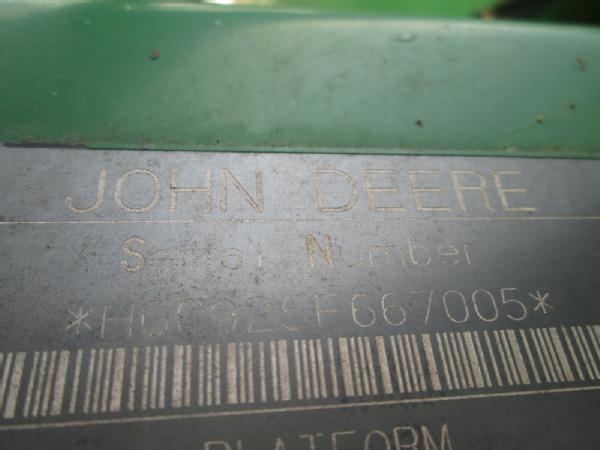 JOHN DEERE
Serial Number
*H00925F667005*
PLATFORM